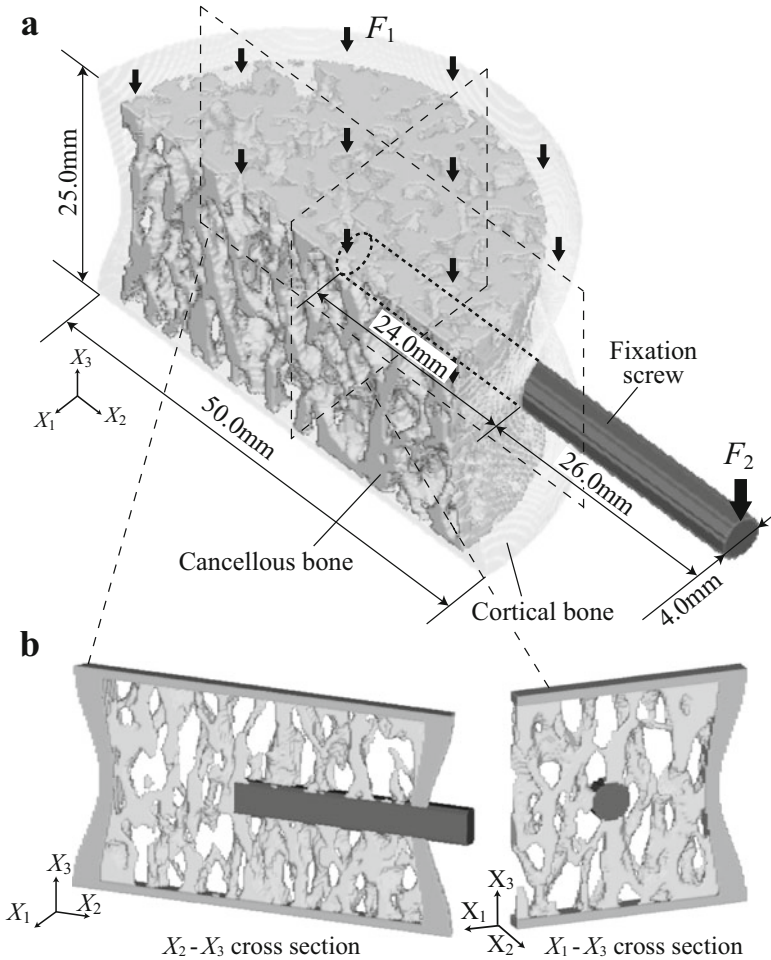 a
F1
25.0mm
24.0mm
Fixation
screw
X3
X1
X2
50.0mm
26.0mm
F2
Cancellous bone
Cortical bone
4.0mm
b
X3
X1
X2
X2 - X3 cross section
X3
X1
X2
X1 - X3 cross section